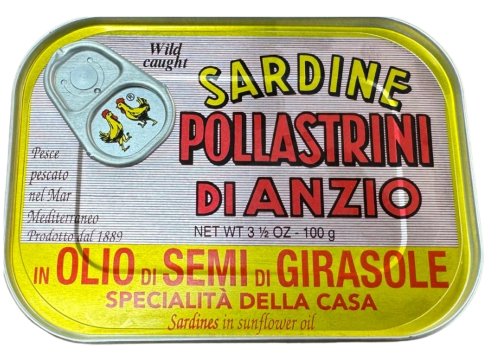 Wild
caught
SARDINE
POLLASTRINI
DI ANZIO
®
Pesce
pescato
nel Mar
Mediterraneo
Prodotto dal 1889
NET WT 3 ½ OZ - 100 g
IN OLIO DI SEMI DI GIRASOLE
SPECIALITÀ DELLA CASA
Sardines in sunflower oil